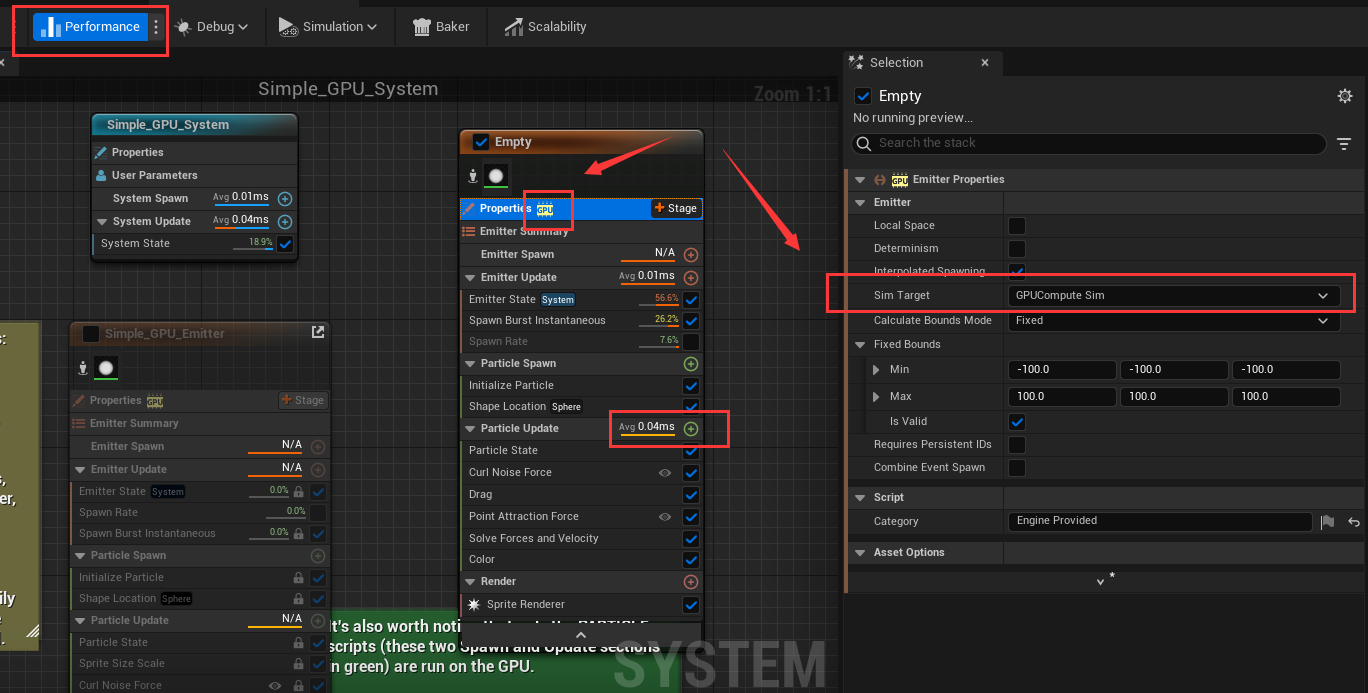 Performance
Debug
Simulation
Baker
Scalability
Simple_GPU_System
Zoom 1:1
Simple_GPU_System
Properties
User Parameters
System Spawn Avg 0.01ms
System Update Avg 0.04ms
System State 18.9%
Simple_GPU_Emitter
Properties GPU Stage
Emitter Summary
Emitter Spawn N/A
Emitter Update N/A
Emitter State System 0.0%
Spawn Rate 0.0%
Spawn Burst Instantaneous 0.0%
Particle Spawn
Initialize Particle
Shape Location Sphere
Particle Update N/A
Particle State
Sprite Size Scale
Curl Noise Force
Empty
Properties GPU Stage
Emitter Summary
Emitter Spawn N/A
Emitter Update Avg 0.01ms
Emitter State System 56.6%
Spawn Burst Instantaneous 26.2%
Spawn Rate 7.6%
Particle Spawn
Initialize Particle
Shape Location Sphere
Particle Update Avg 0.04ms
Particle State
Curl Noise Force
Drag
Point Attraction Force
Solve Forces and Velocity
Color
Render
Sprite Renderer
It's also worth noti
scripts (these two Spawn and Update sections
n green) are run on the GPU.
SYSTEM
Selection
Empty
No running preview...
Search the stack
GPU Emitter Properties
Emitter
Local Space
Determinism
Interpolated Spawning
Sim Target GPUCompute Sim
Calculate Bounds Mode Fixed
Fixed Bounds
Min -100.0 -100.0 -100.0
Max 100.0 100.0 100.0
Is Valid
Requires Persistent IDs
Combine Event Spawn
Script
Category Engine Provided
Asset Options